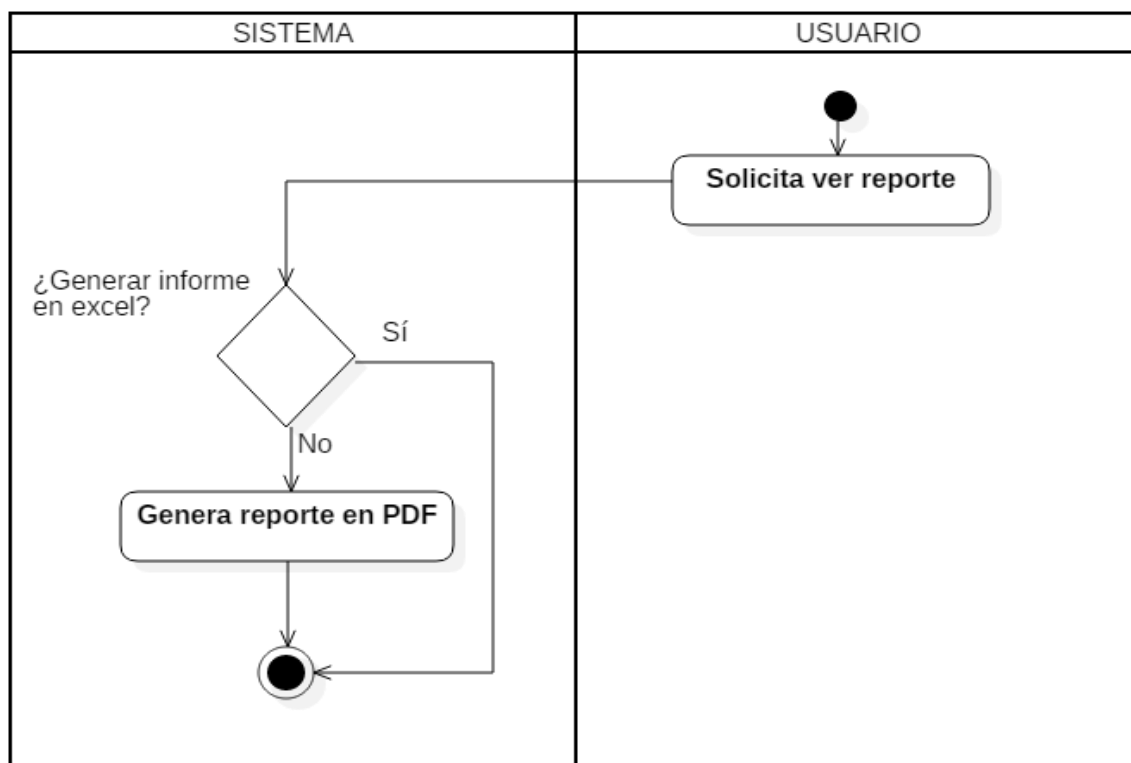 SISTEMA
USUARIO
Solicita ver reporte
¿Generar informe
en excel?
Sí
No
Genera reporte en PDF